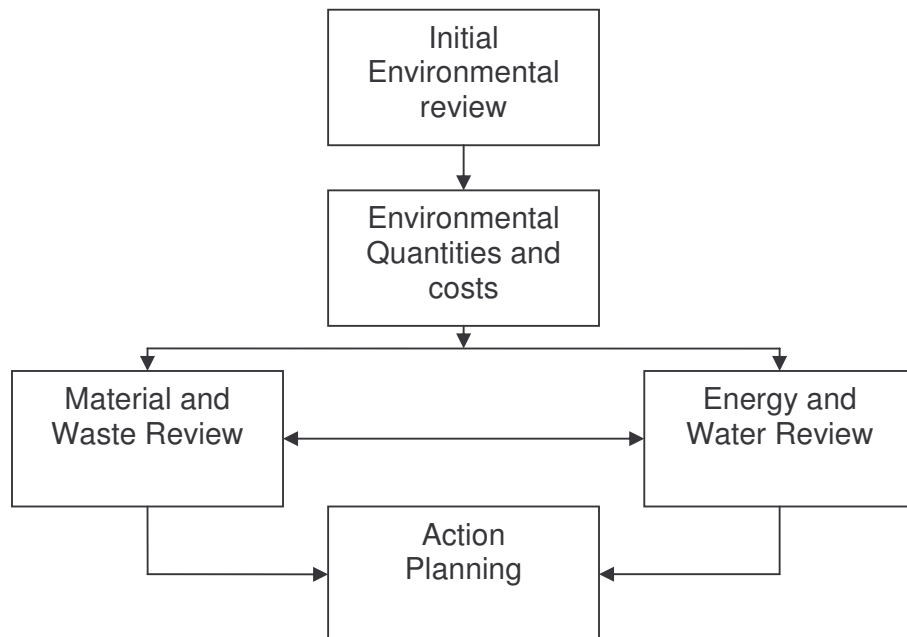 Initial
Environmental
review
Environmental
Quantities and
costs
Material and
Waste Review
Energy and
Water Review
Action
Planning